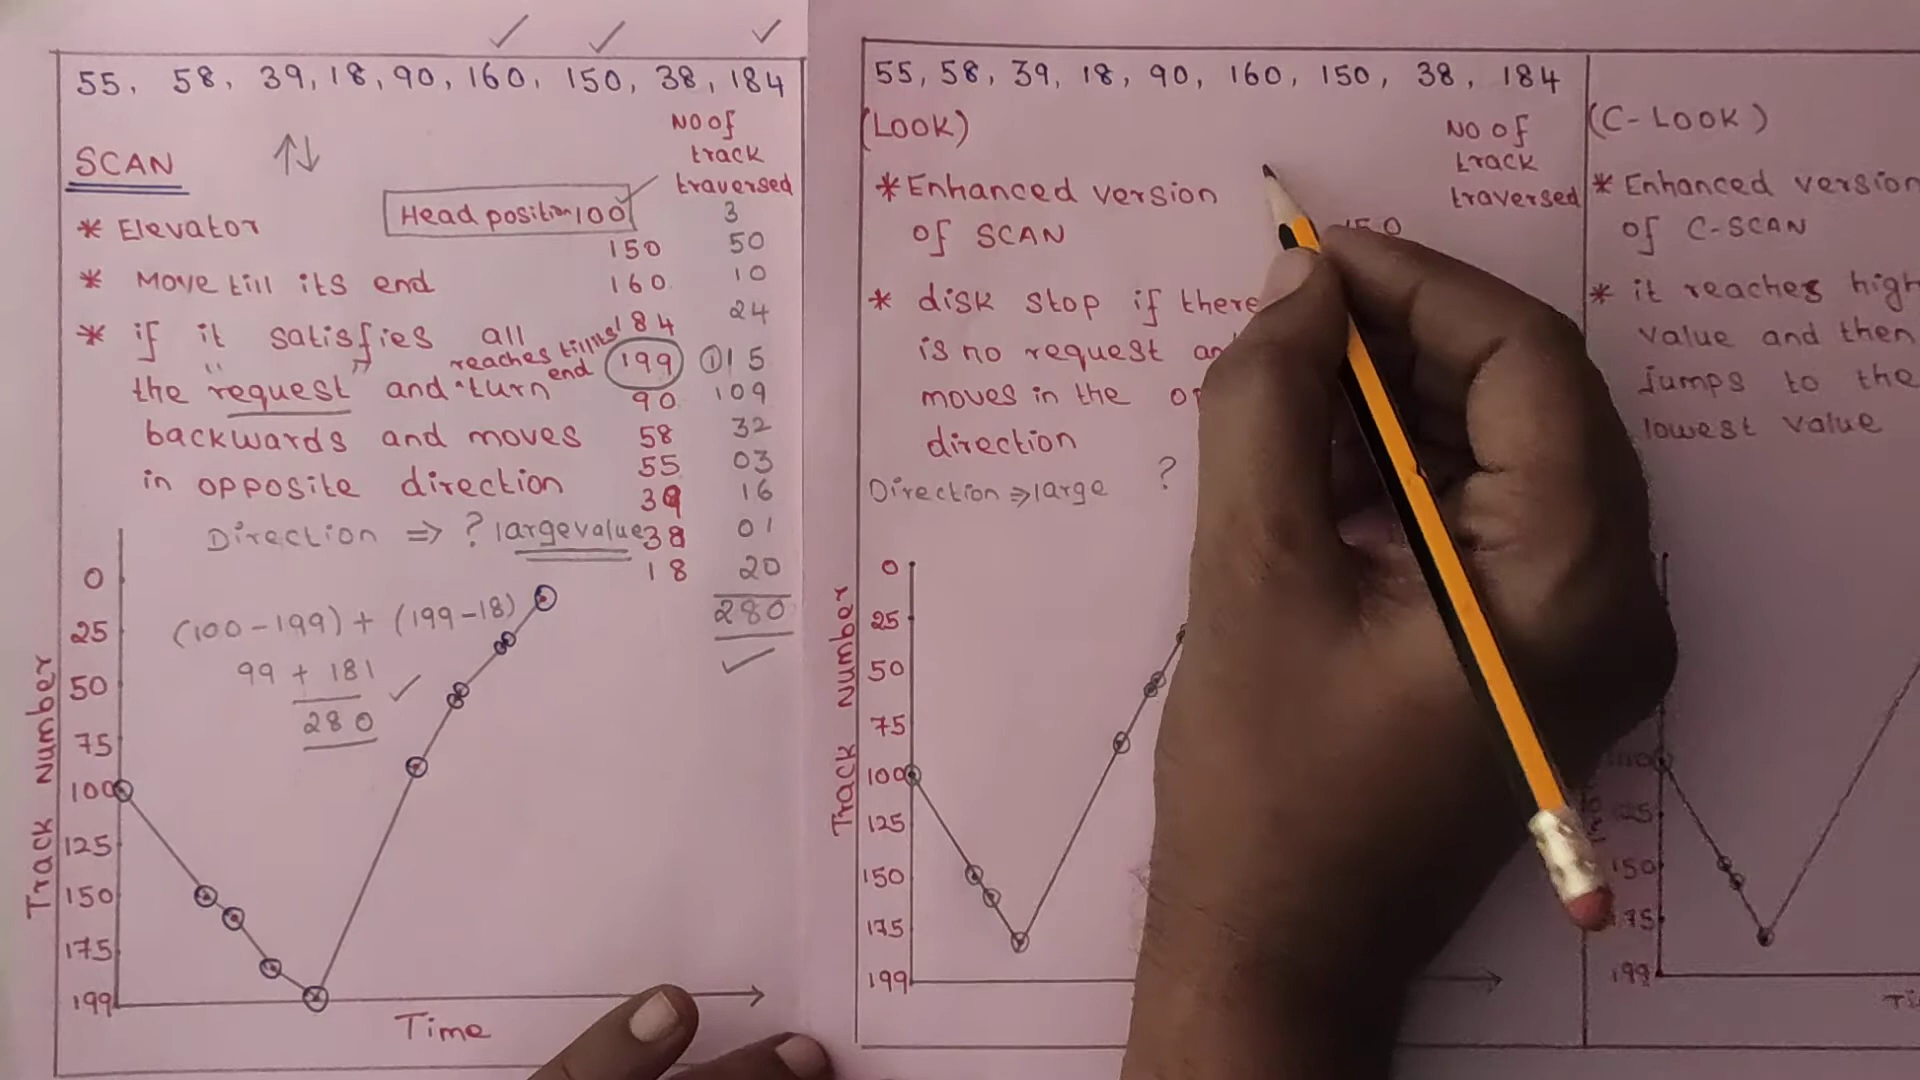 55, 58, 39, 18, 90, 160, 150, 38, 184
SCAN
No of
track
traversed
Head position 100
* Elevator
* Move till its end
* if it satisfies all
the "request" and turn
reaches till its
end
backwards and moves
in opposite direction
Direction ⇒ ? large value
3
150 50
160 10
184 24
199 15
90 109
58 32
55 03
39 16
38 01
18 20
280
(100-199) + (199-18)
99 + 181
280
Track Number
0
25
50
75
100
125
150
175
199
Time
55, 58, 39, 18, 90, 160, 150, 38, 184
(LOOK)
No of
track
traversed
* Enhanced version
of SCAN
* disk stop if there
is no request
moves in the
direction
Direction ⇒ large ?
150
Track Number
0
25
50
75
100
125
150
175
199
(C-LOOK)
* Enhanced version
of C-SCAN
* it reaches high
value and then
jumps to the
lowest value
150
175
199